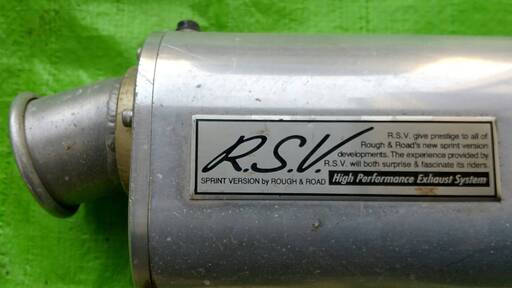 R.S.V.
SPRINT VERSION by ROUGH & ROAD
R.S.V. give prestige to all of
Rough & Road's new sprint version
developments. The experience provided by
R.S.V. will both surprise & fascinate its riders.
High Performance Exhaust System